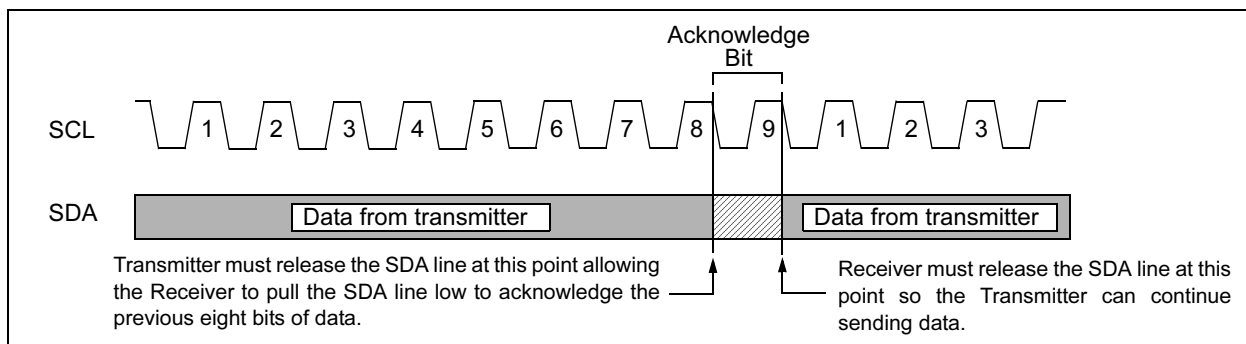 Acknowledge
Bit
SCL
1 2 3 4 5 6 7 8 9 1 2 3
SDA
Data from transmitter
Data from transmitter
Transmitter must release the SDA line at this point allowing
the Receiver to pull the SDA line low to acknowledge the
previous eight bits of data.
Receiver must release the SDA line at this
point so the Transmitter can continue
sending data.